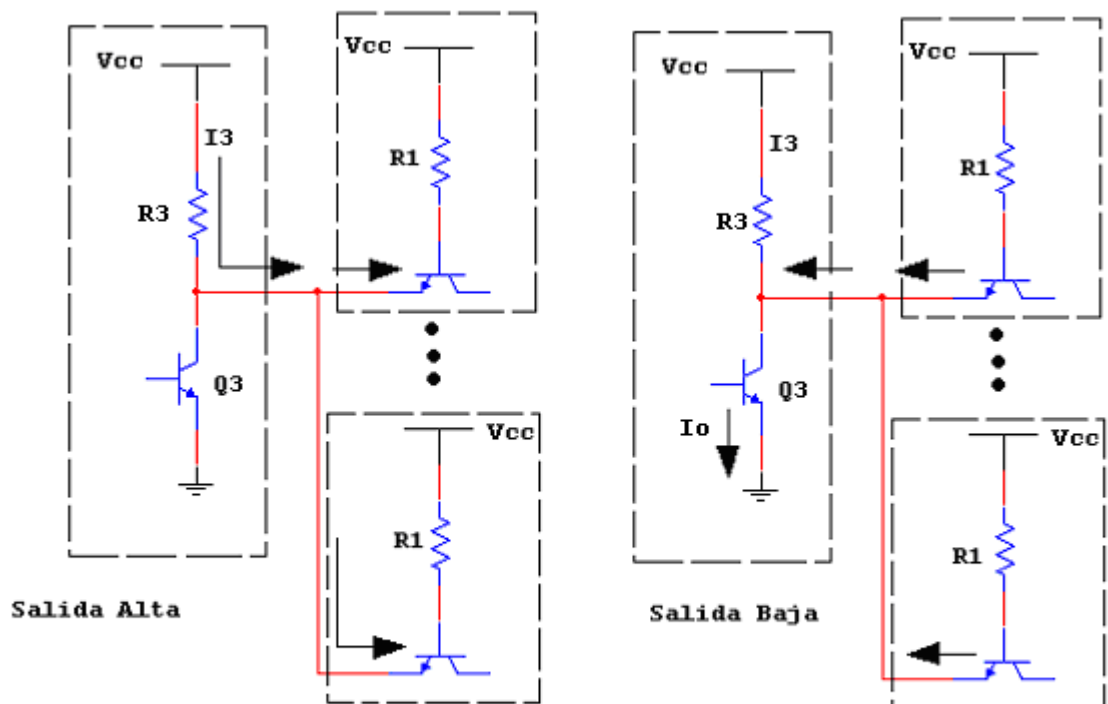 Vcc
I3
R3
Q3
Vcc
R1
Vcc
R1
Salida Alta
Vcc
I3
R3
Q3
Io
Vcc
R1
Vcc
R1
Salida Baja